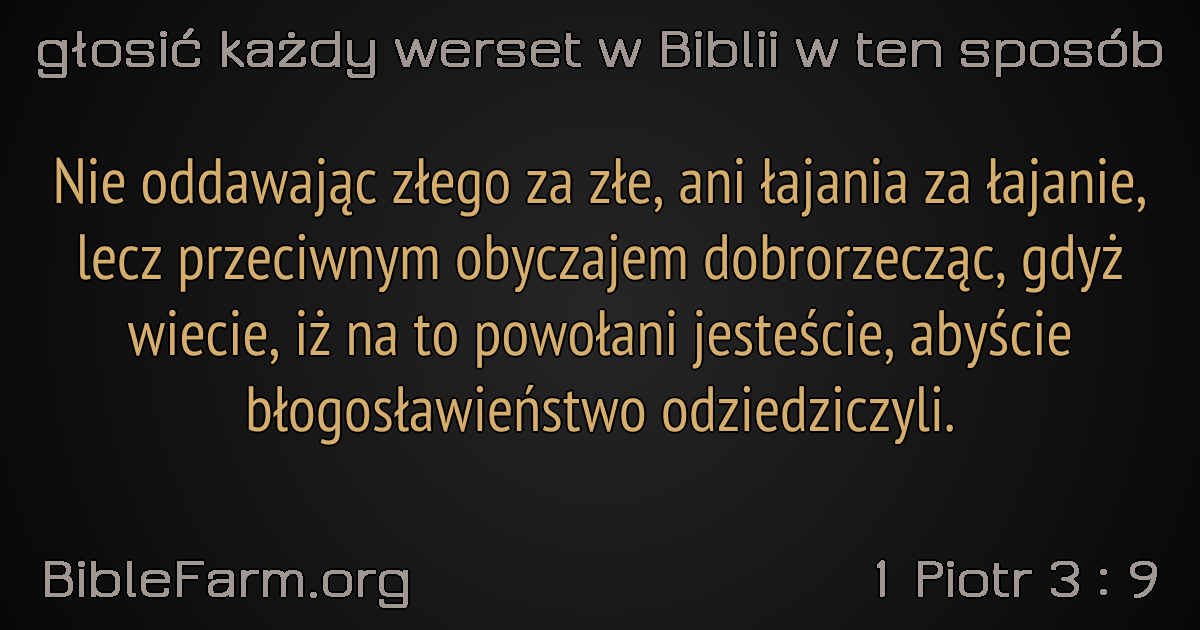 głosić każdy werset w Biblii w ten sposób
Nie oddawając złego za złe, ani łajania za łajanie,
lecz przeciwnym obyczajem dobrorzecząc, gdyż
wiecie, iż na to powołani jesteście, abyście
błogosławieństwo odziedziczyli.
BibleFarm.org
1 Piotr 3 : 9